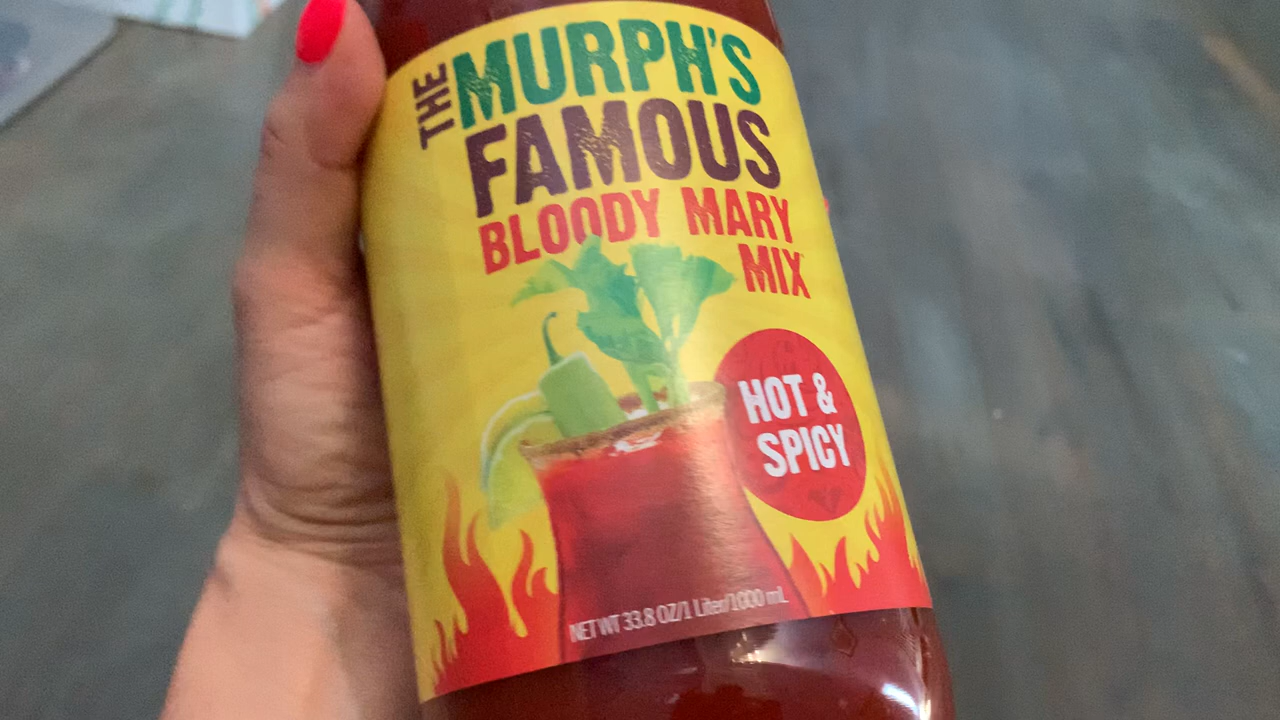 THE MURPH'S
FAMOUS
BLOODY MARY
MIX
HOT &
SPICY
NET WT 33.8 OZ/1 Liter/1000 mL